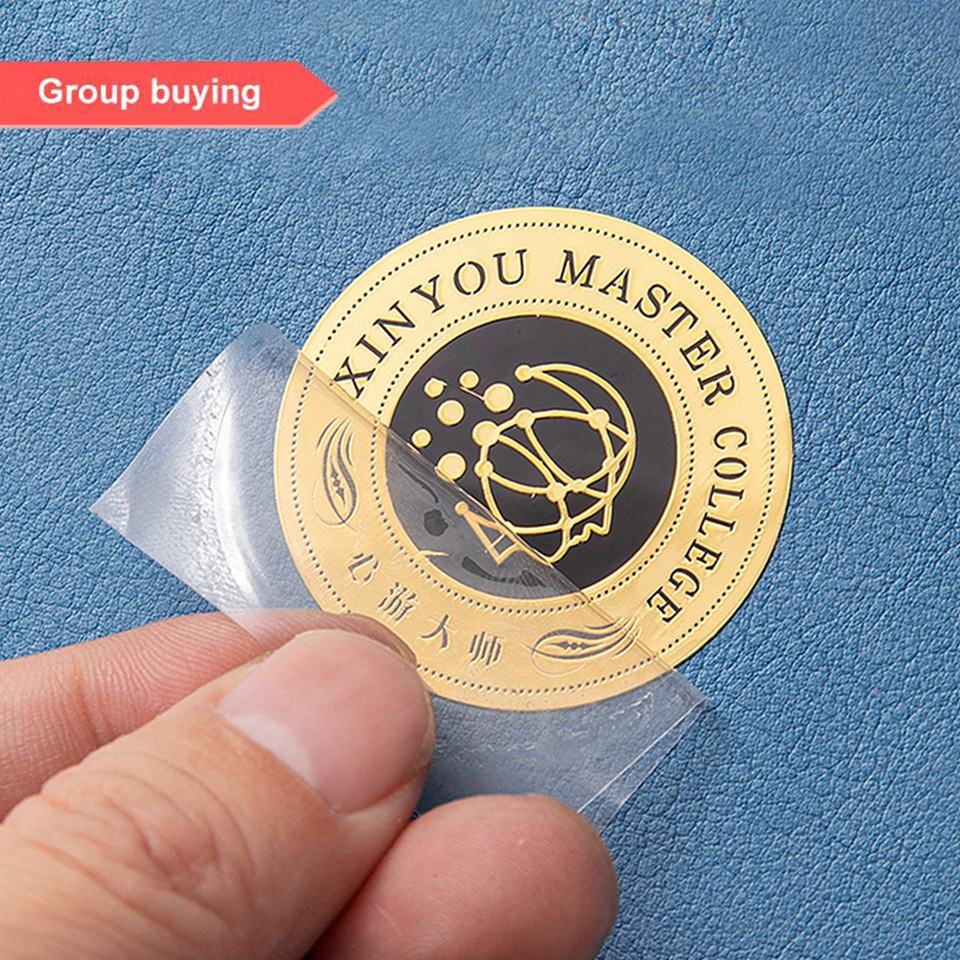 Group buying
XINYOU MASTER COLLEGE
心游大师